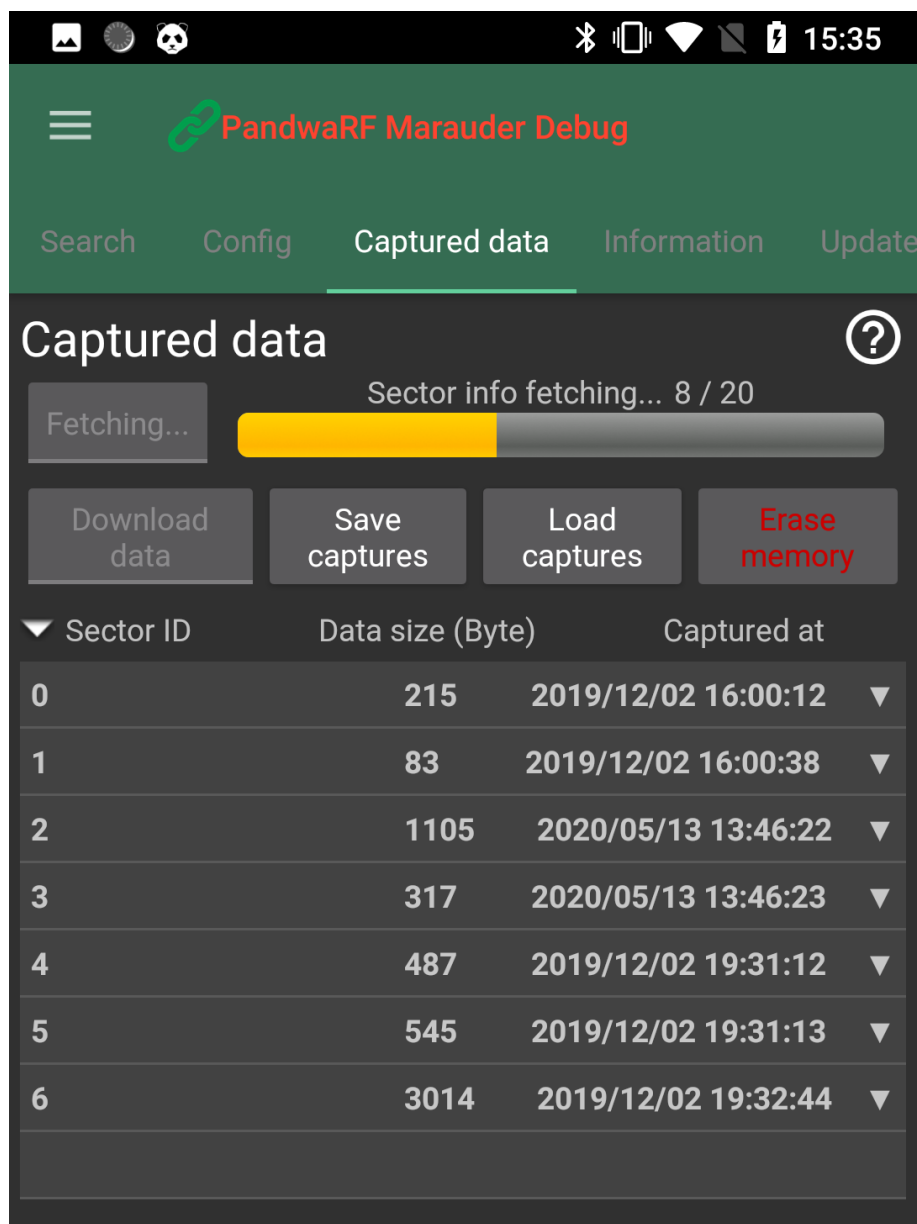 15:35
PandwaRF Marauder Debug
Search Config Captured data Information Update
Captured data ?
Sector info fetching... 8 / 20
Fetching...
Download data
Save captures
Load captures
Erase memory
Sector ID Data size (Byte) Captured at
0 215 2019/12/02 16:00:12
1 83 2019/12/02 16:00:38
2 1105 2020/05/13 13:46:22
3 317 2020/05/13 13:46:23
4 487 2019/12/02 19:31:12
5 545 2019/12/02 19:31:13
6 3014 2019/12/02 19:32:44